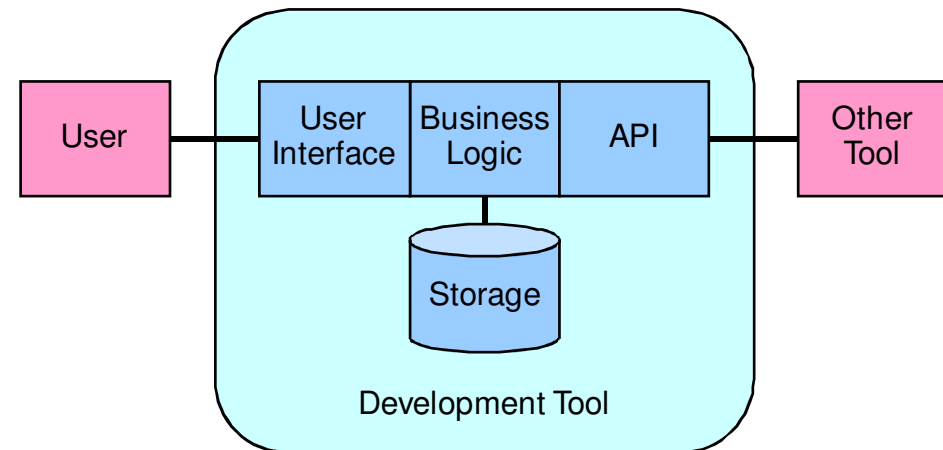 User
User
Interface
Business
Logic
API
Other
Tool
Storage
Development Tool